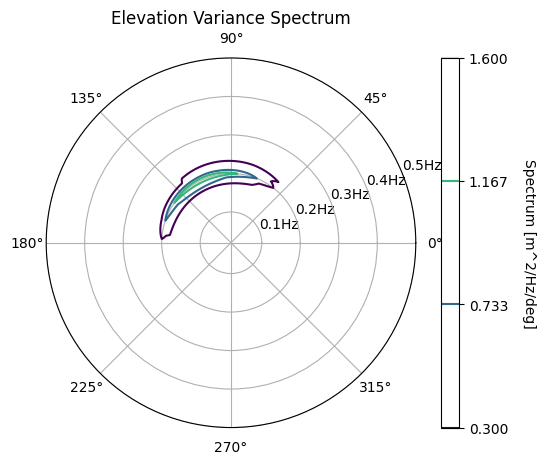 Elevation Variance Spectrum
90°
135°
45°
0.5Hz
0.4Hz
0.3Hz
0.2Hz
0.1Hz
180°
0°
225°
315°
270°
1.600
1.167
0.733
0.300
Spectrum [m^2/Hz/deg]